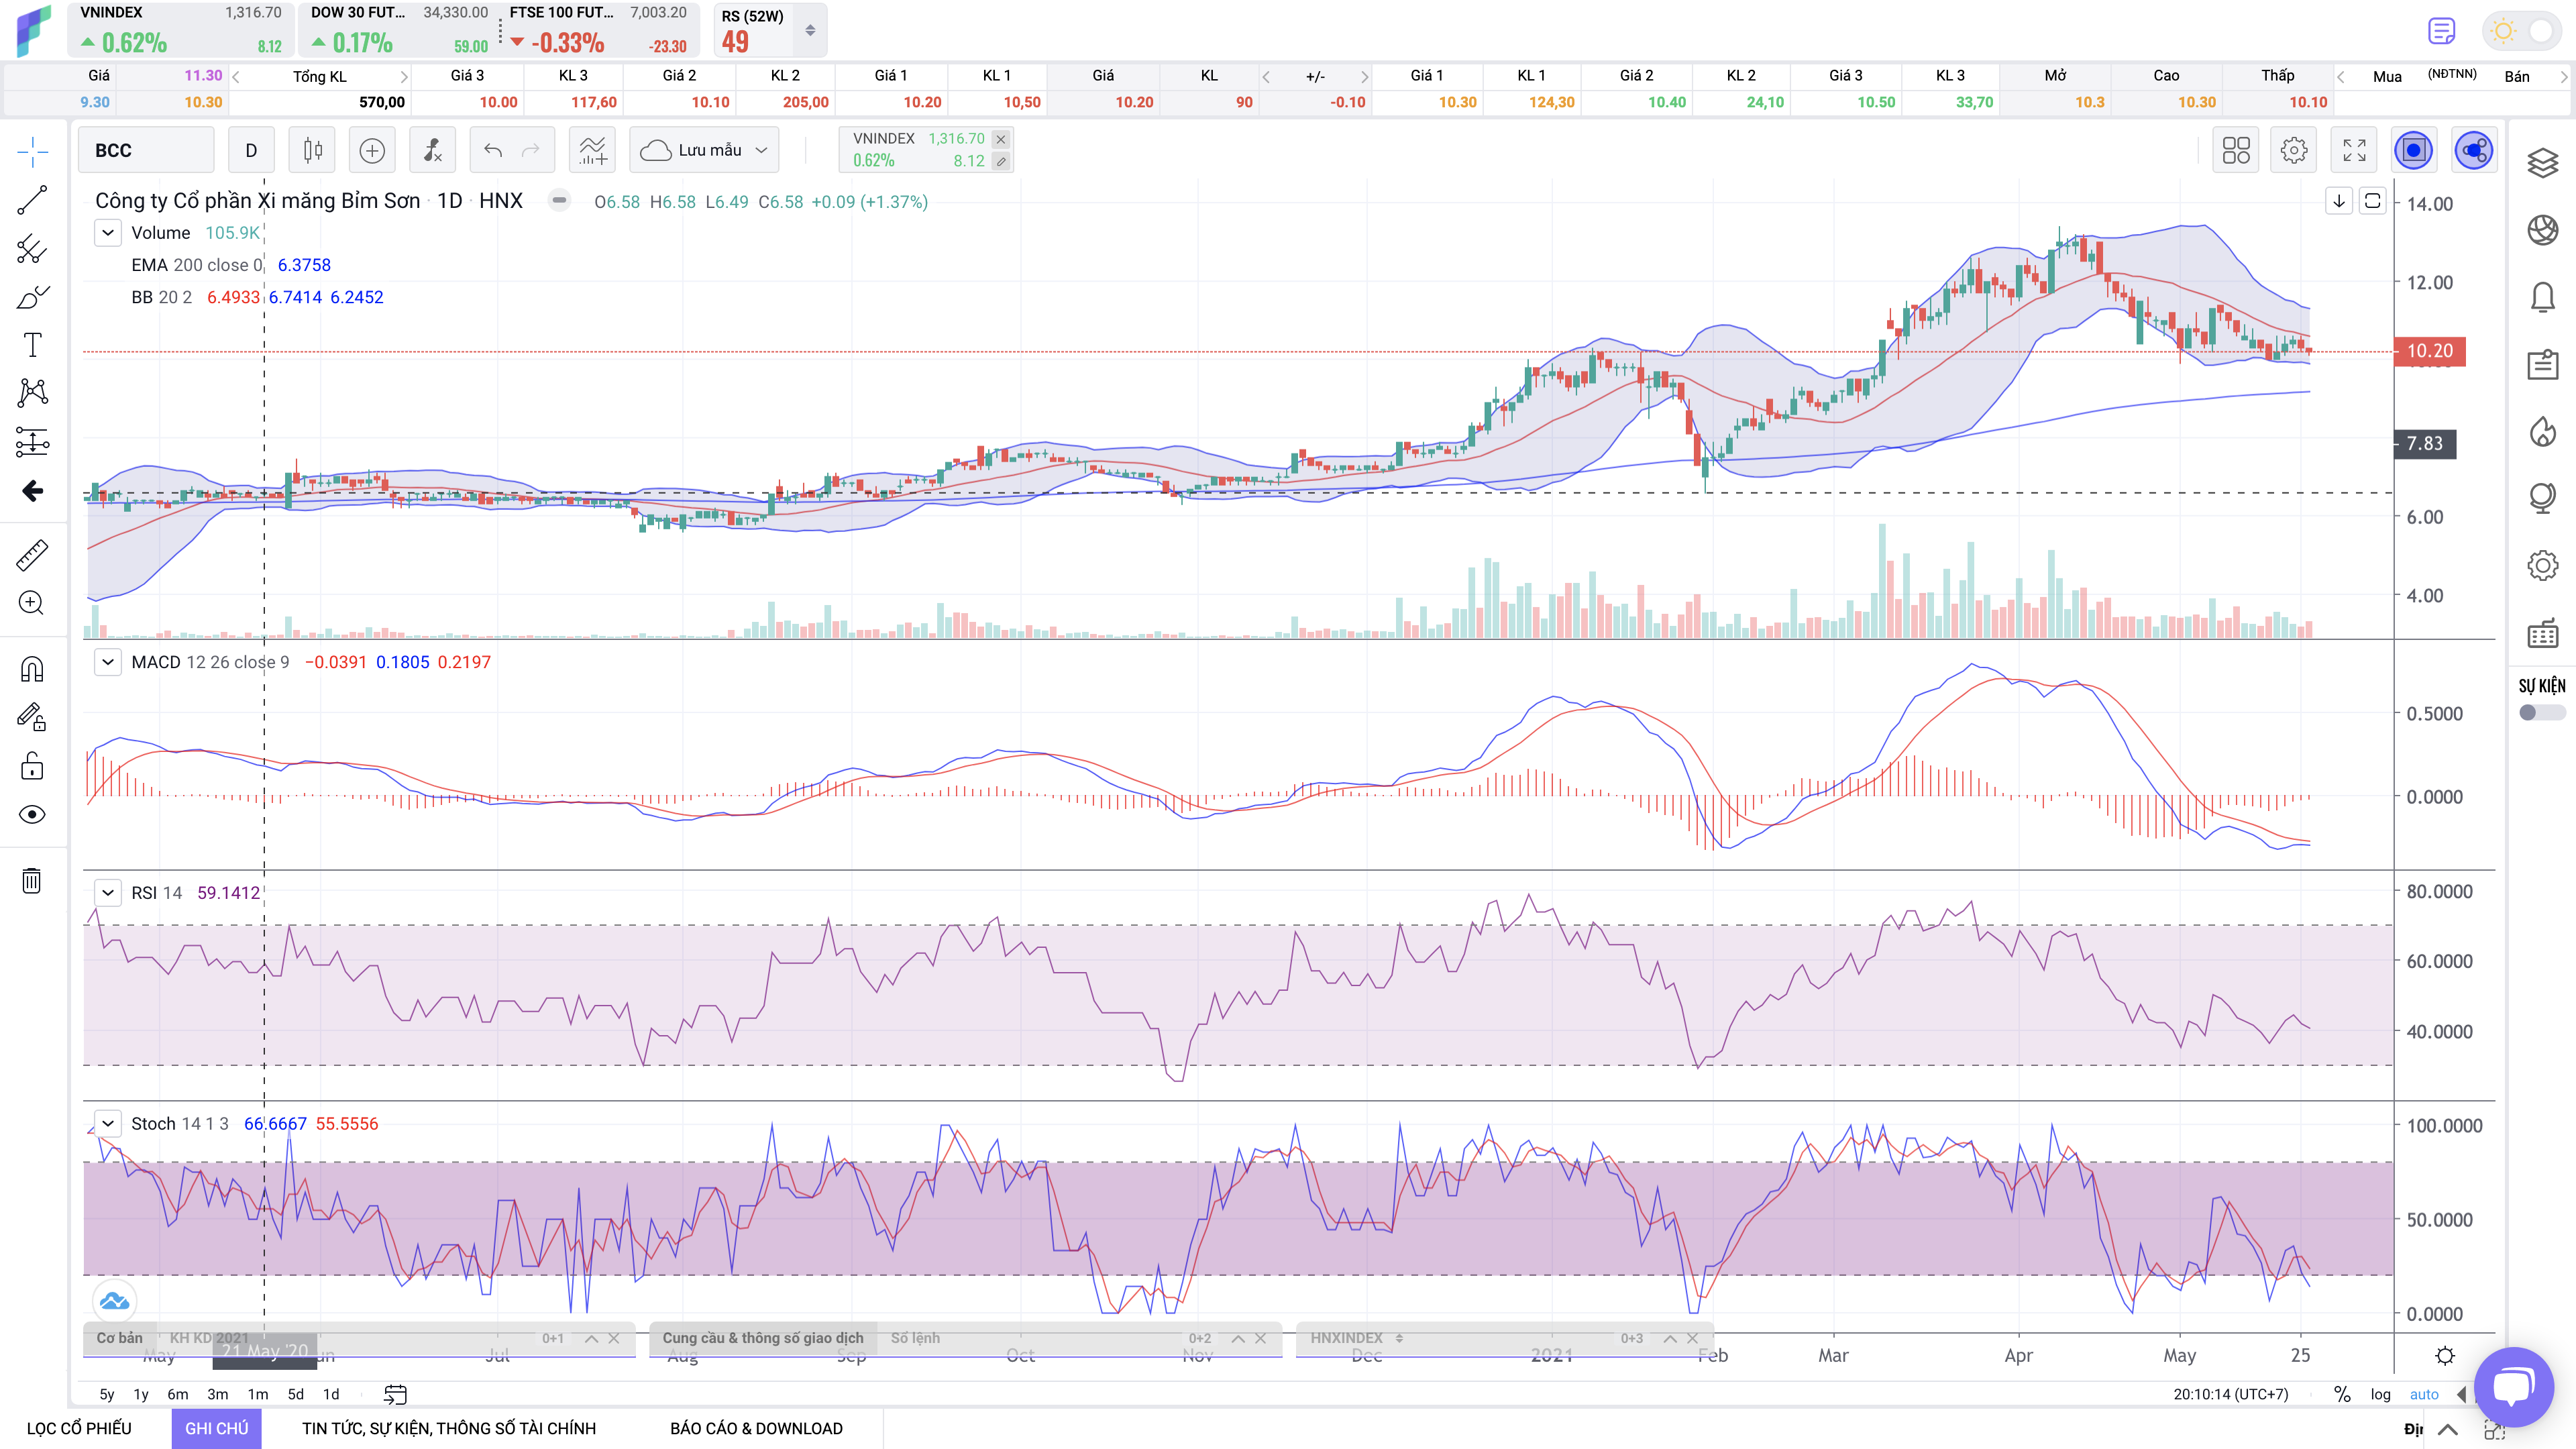 VNINDEX 1,316.70 DOW 30 FUT... 34,330.00 FTSE 100 FUT... 7,003.20 RS (52W)
0.62% 8.12 0.17% 59.00 -0.33% -23.30 49
Giá 11.30 Tổng KL Giá 3 KL 3 Giá 2 KL 2 Giá 1 KL 1 Giá KL +/- Giá 1 KL 1 Giá 2 KL 2 Giá 3 KL 3 Mở Cao Thấp Mua (NĐTNN) Bán
9.30 10.30 570,00 10.00 117,60 10.10 205,00 10.20 10,50 10.20 90 -0.10 10.30 124,30 10.40 24,10 10.50 33,70 10.3 10.30 10.10
BCC D Lưu mẫu VNINDEX 1,316.70
0.62% 8.12
Công ty Cổ phần Xi măng Bỉm Sơn · 1D · HNX O6.58 H6.58 L6.49 C6.58 +0.09 (+1.37%)
Volume 105.9K
EMA 200 close 0 6.3758
BB 20 2 6.4933 6.7414 6.2452
14.00
12.00
10.20
7.83
6.00
4.00
MACD 12 26 close 9 −0.0391 0.1805 0.2197
0.5000
0.0000
SỰ KIỆN
RSI 14 59.1412
80.0000
60.0000
40.0000
Stoch 14 1 3 66.6667 55.5556
100.0000
50.0000
0.0000
Cơ bản KH KD 2021 0+1 Cung cầu & thông số giao dịch Sổ lệnh 0+2 HNXINDEX 0+3
May 21 May '20 un Jul Aug Sep Oct Nov Dec 2021 Feb Mar Apr May 25
5y 1y 6m 3m 1m 5d 1d 20:10:14 (UTC+7) % log auto
LỌC CỔ PHIẾU GHI CHÚ TIN TỨC, SỰ KIỆN, THÔNG SỐ TÀI CHÍNH BÁO CÁO & DOWNLOAD